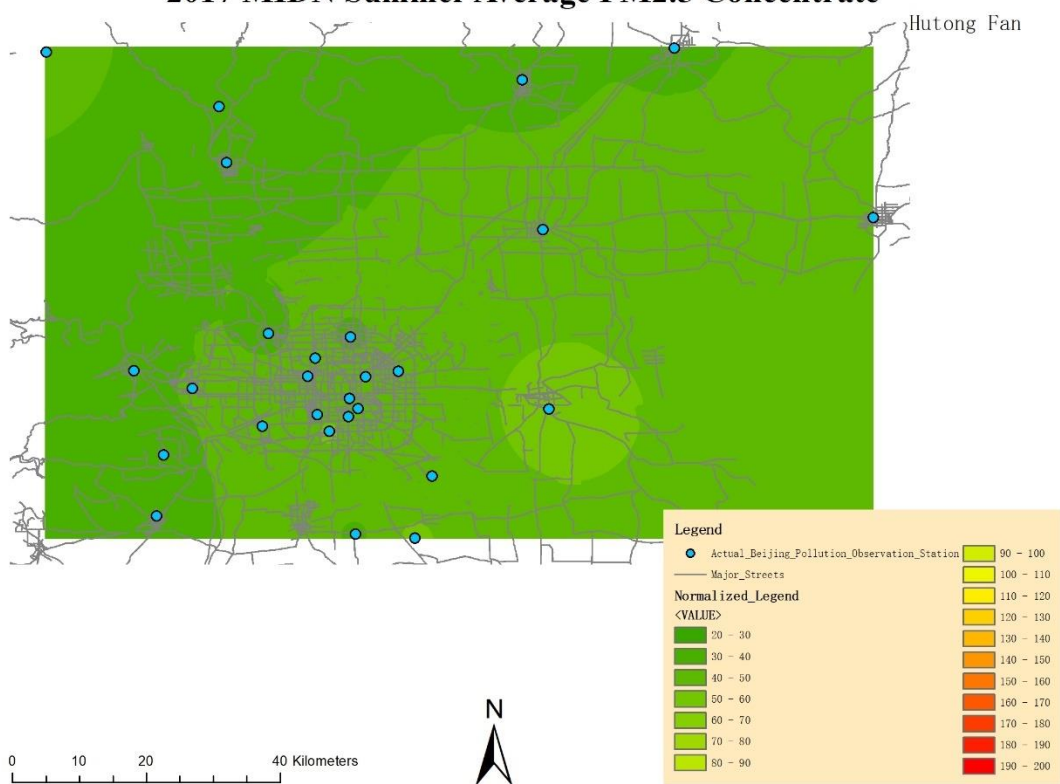 2017 MIDN Summer Average PM2.5 Concentrate
Hutong Fan
Legend
Actual_Beijing_Pollution_Observation_Station
Major_Streets
Normalized_Legend
<VALUE>
20 - 30
30 - 40
40 - 50
50 - 60
60 - 70
70 - 80
80 - 90
90 - 100
100 - 110
110 - 120
120 - 130
130 - 140
140 - 150
150 - 160
160 - 170
170 - 180
180 - 190
190 - 200
N
0 10 20 40 Kilometers